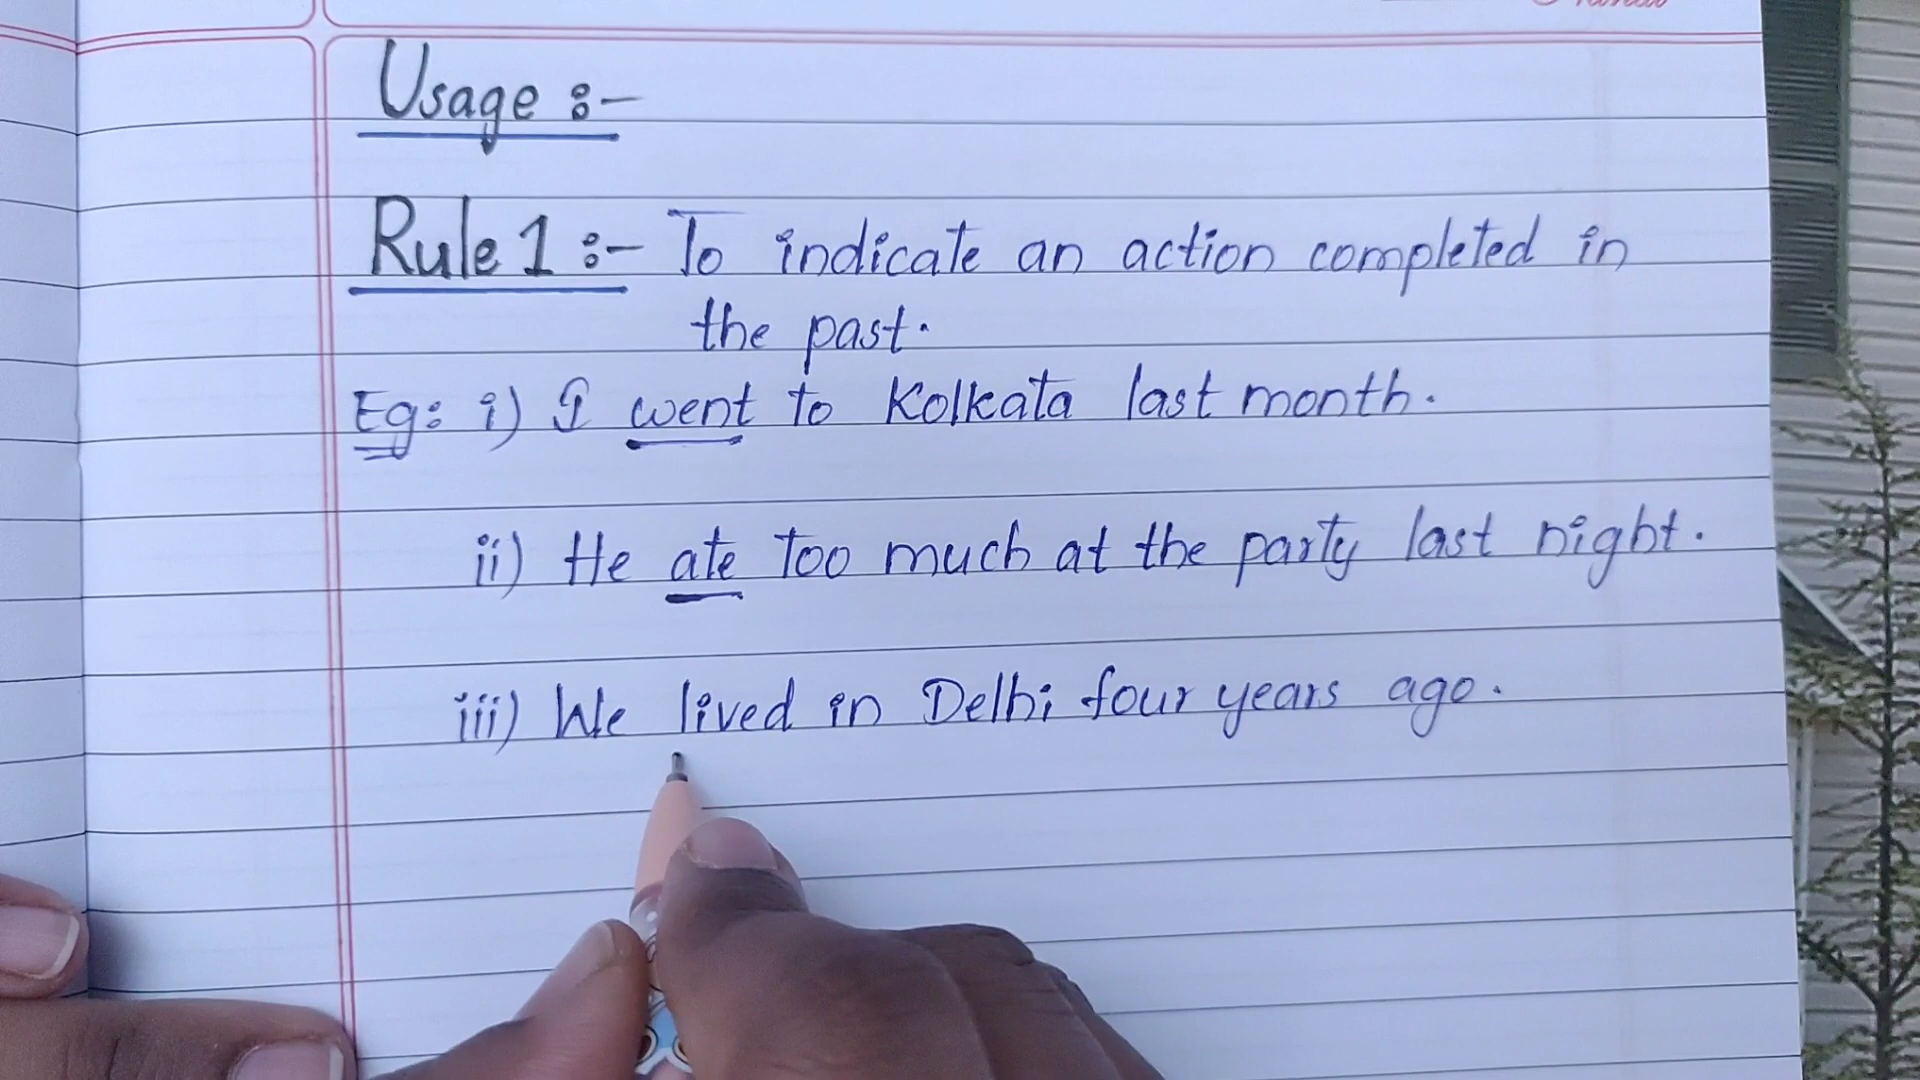 Usage :-
Rule 1 :- To indicate an action completed in
the past.
Eg: i) I went to Kolkata last month.
ii) He ate too much at the party last night.
iii) We lived in Delhi four years ago.